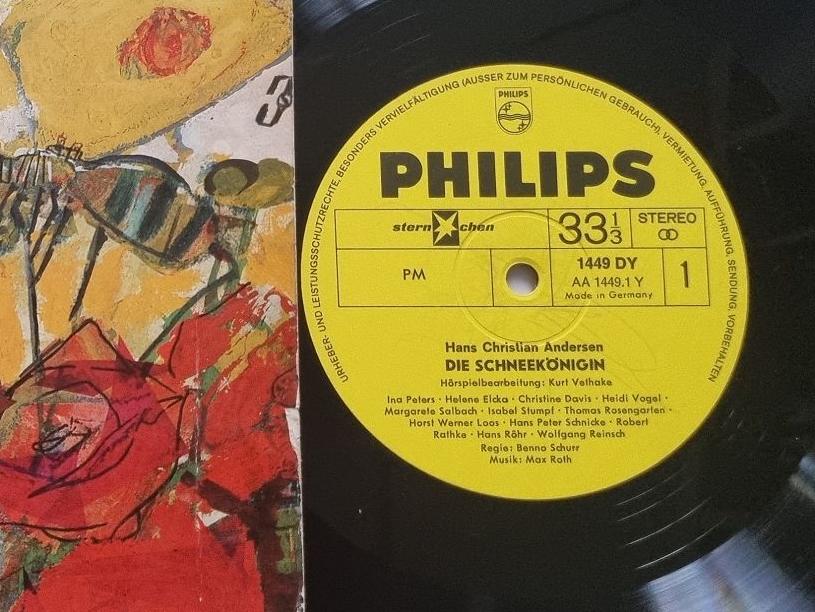 3
URHEBER- UND LEISTUNGSSCHUTZRECHTE, BESONDERS VERVIELFÄLTIGUNG (AUSSER ZUM PERSÖNLICHEN GEBRAUCH), VERMIETUNG, AUFFÜHRUNG, SENDUNG, VORBEHALTEN
PHILIPS
PHILIPS
sternchen
33 1/3
STEREO
PM
1449 DY
AA 1449.1 Y
Made in Germany
1
Hans Christian Andersen
DIE SCHNEEKÖNIGIN
Hörspielbearbeitung: Kurt Vethake
Ina Peters · Helene Elcka · Christine Davis · Heidi Vogel ·
Margarete Salbach · Isabel Stumpf · Thomas Rosengarten ·
Horst Werner Loos · Hans Peter Schnicke · Robert
Rathke · Hans Röhr · Wolfgang Reinsch
Regie: Benno Schurr
Musik: Max Roth